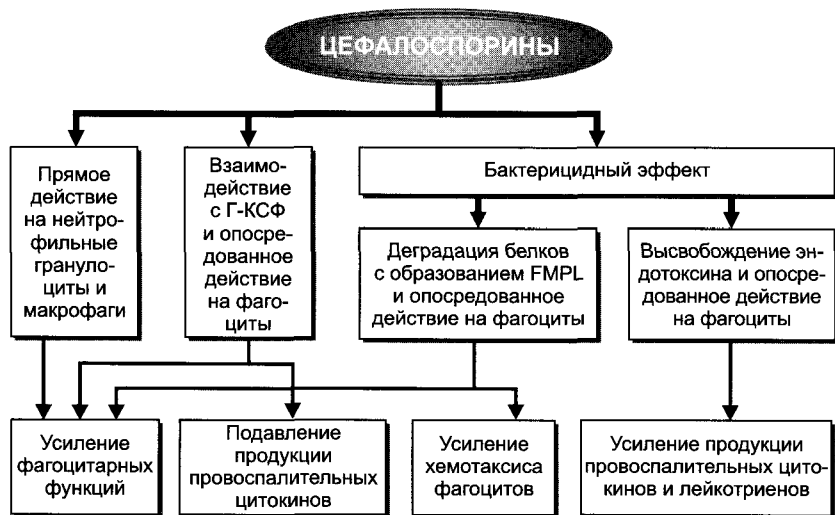 ЦЕФАЛОСПОРИНЫ
Прямое
действие
на нейтро-
фильные
грануло-
циты и
макрофаги
Взаимо-
действие
с Г-КСФ
и опосре-
дованное
действие
на фаго-
циты
Бактерицидный эффект
Деградация белков
с образованием FMPL
и опосредованное
действие на фагоциты
Высвобождение эн-
дотоксина и опосре-
дованное действие
на фагоциты
Усиление
фагоцитарных
функций
Подавление
продукции
провоспалительных
цитокинов
Усиление
хемотаксиса
фагоцитов
Усиление продукции
провоспалительных цито-
кинов и лейкотриенов